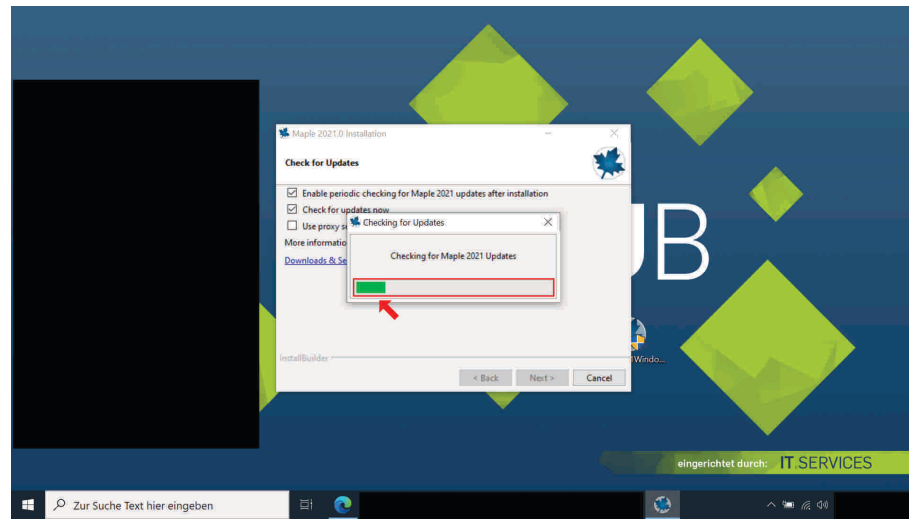 Maple 2021.0 Installation
Check for Updates
Enable periodic checking for Maple 2021 updates after installation
Check for updates now
Use proxy
More informatio
Downloads & Se
Checking for Updates
Checking for Maple 2021 Updates
InstallBuilder
< Back
Next >
Cancel
UB
1Windo...
eingerichtet durch: IT.SERVICES
Zur Suche Text hier eingeben